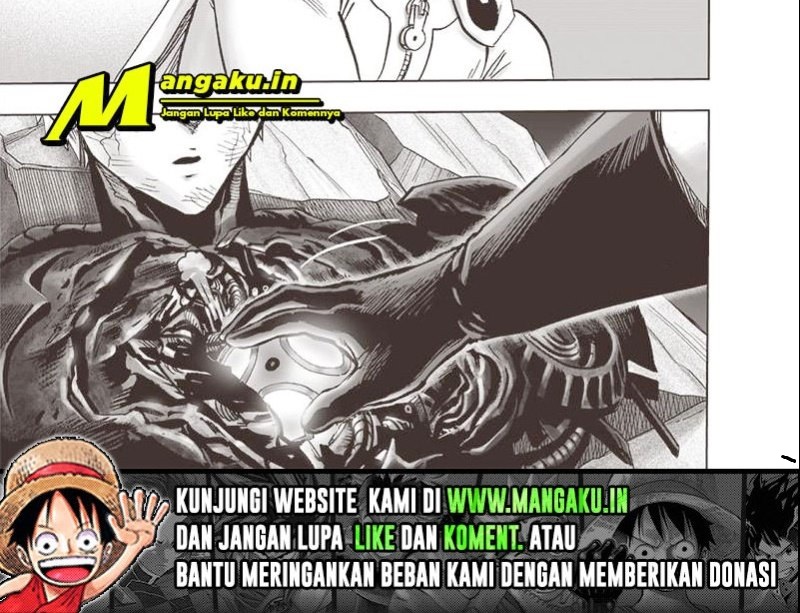 Mangaku.in
Jangan Lupa Like dan Komennya
KUNJUNGI WEBSITE KAMI DI WWW.MANGAKU.IN
DAN JANGAN LUPA LIKE DAN KOMENT. ATAU
BANTU MERINGANKAN BEBAN KAMI DENGAN MEMBERIKAN DONASI